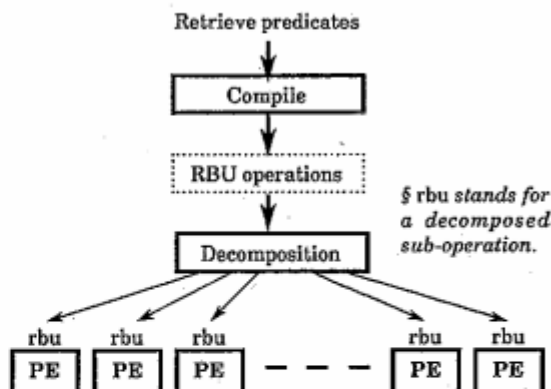 Retrieve predicates
Compile
RBU operations
§ rbu stands for
a decomposed
sub-operation.
Decomposition
rbu rbu rbu rbu rbu
PE PE PE PE PE